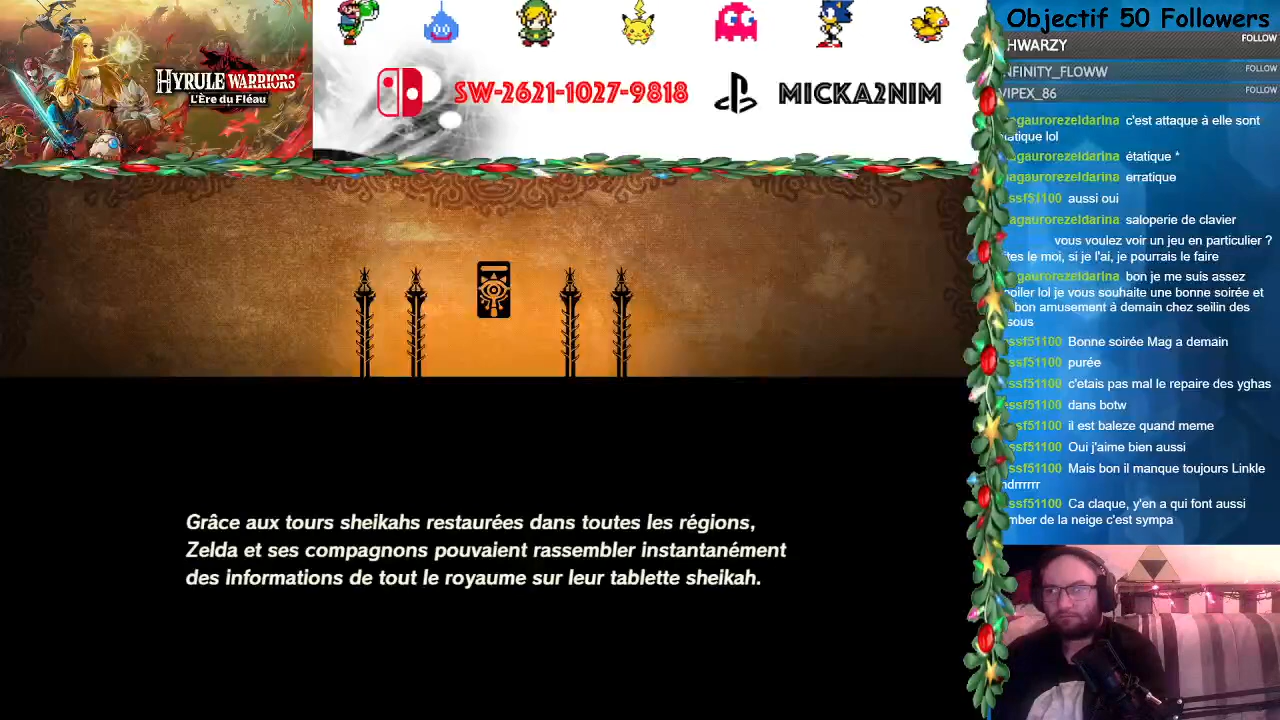 HYRULE WARRIORS
L'Ère du Fléau
SW-2621-1027-9818
MICKA2NIM
Objectif 50 Followers
HWARZY FOLLOW
NFINITY_FLOWW FOLLOW
VIPEX_86 FOLLOW
agaurorezeldarina c'est attaque à elle sont
atique lol
agaurorezeldarina étatique *
agaurorezeldarina erratique
ssf51100 aussi oui
agaurorezeldarina saloperie de clavier
vous voulez voir un jeu en particulier ?
tes le moi, si je l'ai, je pourrais le faire
agaurorezeldarina bon je me suis assez
oiler lol je vous souhaite une bonne soirée et
bon amusement à demain chez seilin des
sous
ssf51100 Bonne soirée Mag a demain
ssf51100 purée
ssf51100 c'etais pas mal le repaire des yghas
ssf51100 dans botw
ssf51100 il est baleze quand meme
ssf51100 Oui j'aime bien aussi
ssf51100 Mais bon il manque toujours Linkle
ndrrrrrr
ssf51100 Ca claque, y'en a qui font aussi
mber de la neige c'est sympa
Grâce aux tours sheikahs restaurées dans toutes les régions,
Zelda et ses compagnons pouvaient rassembler instantanément
des informations de tout le royaume sur leur tablette sheikah.